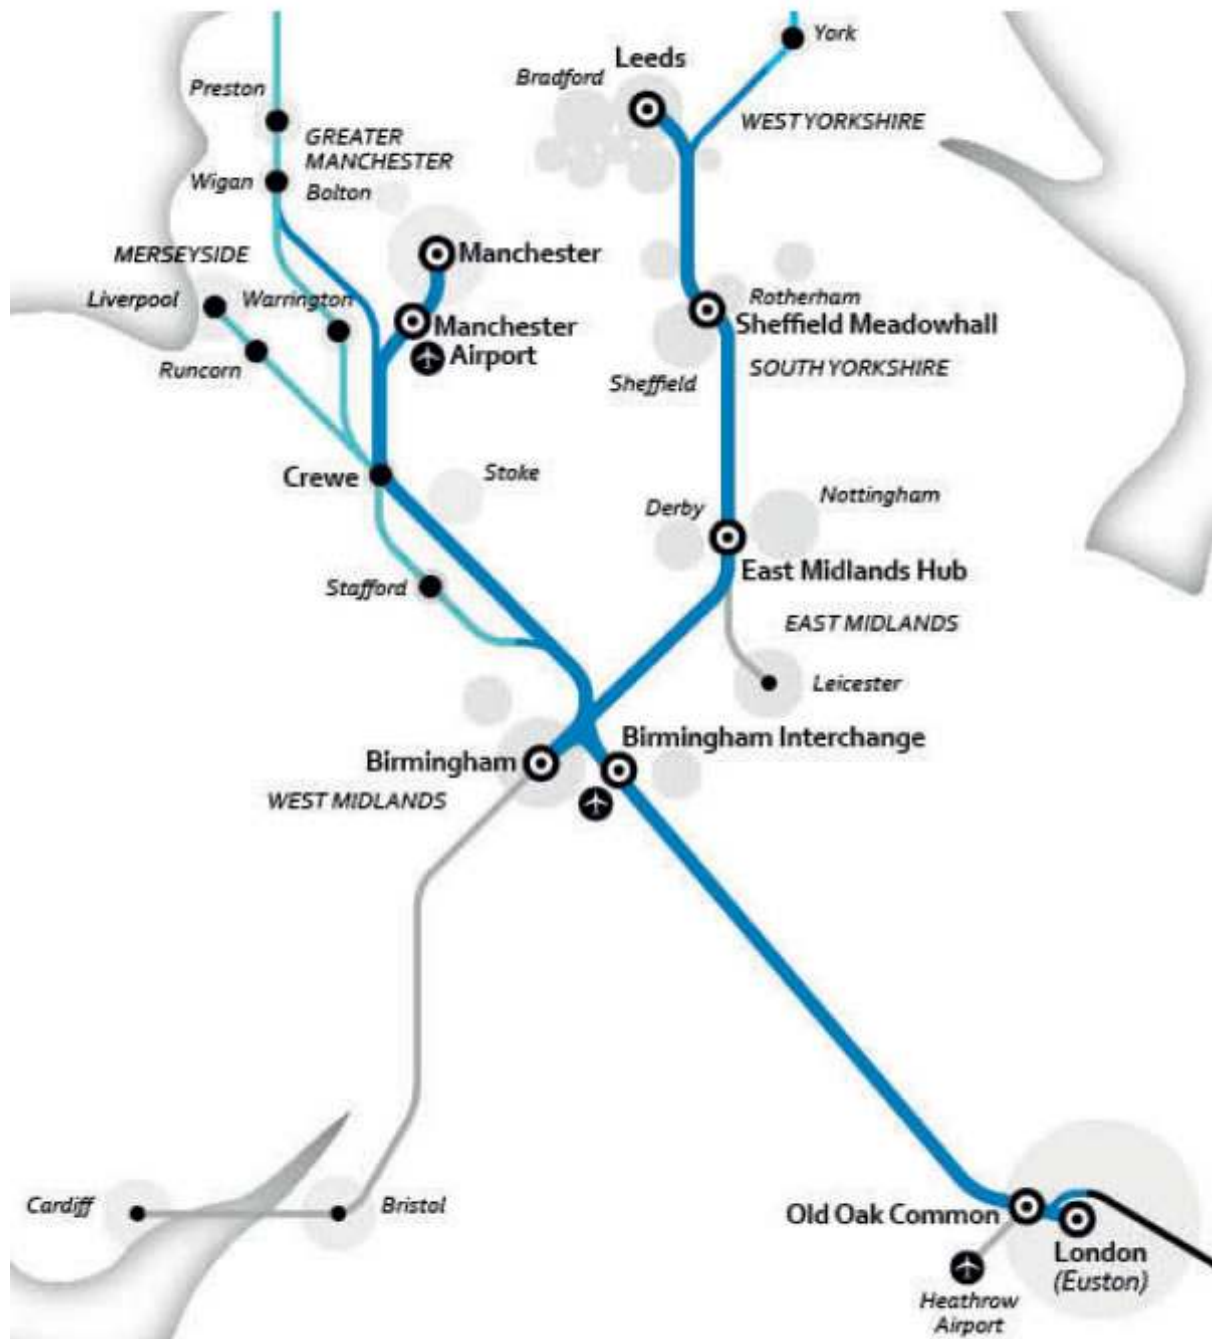 York
Leeds
Bradford
Preston
WEST YORKSHIRE
GREATER
MANCHESTER
Wigan
Bolton
MERSEYSIDE
Manchester
Liverpool
Warrington
Rotherham
Manchester
Airport
Sheffield Meadowhall
Runcorn
Sheffield
SOUTH YORKSHIRE
Crewe
Stoke
Nottingham
Derby
East Midlands Hub
Stafford
EAST MIDLANDS
Leicester
Birmingham Interchange
Birmingham
WEST MIDLANDS
Cardiff
Bristol
Old Oak Common
London
(Euston)
Heathrow
Airport